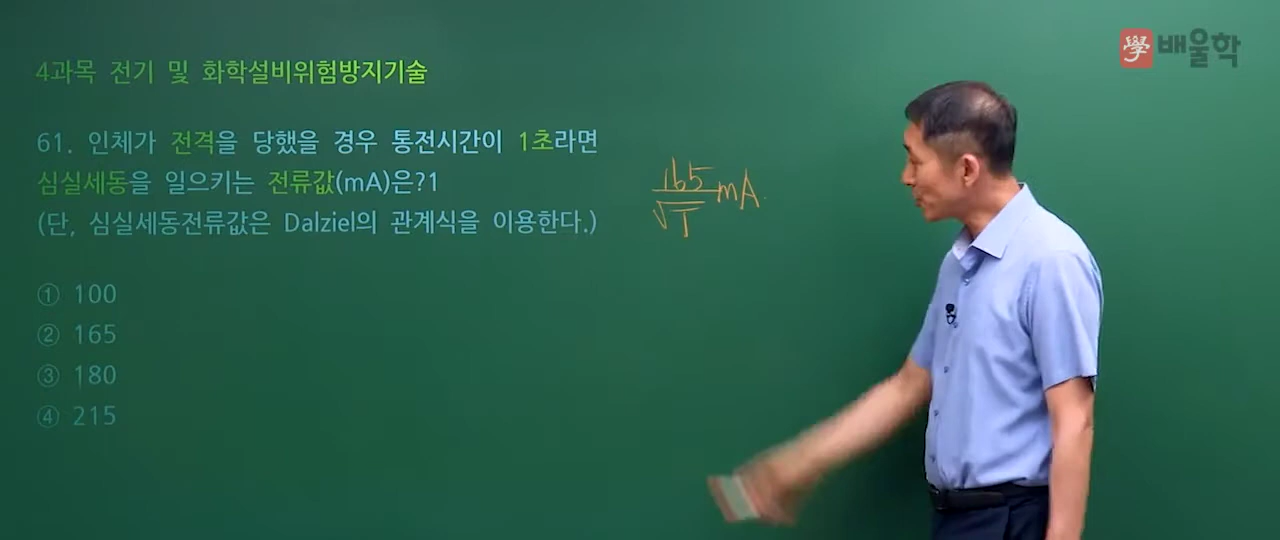 學 배울학
4과목 전기 및 화학설비위험방지기술
61. 인체가 전격을 당했을 경우 통전시간이 1초라면
심실세동을 일으키는 전류값(mA)은?1
(단, 심실세동전류값은 Dalziel의 관계식을 이용한다.)
165
√T mA.
① 100
② 165
③ 180
④ 215